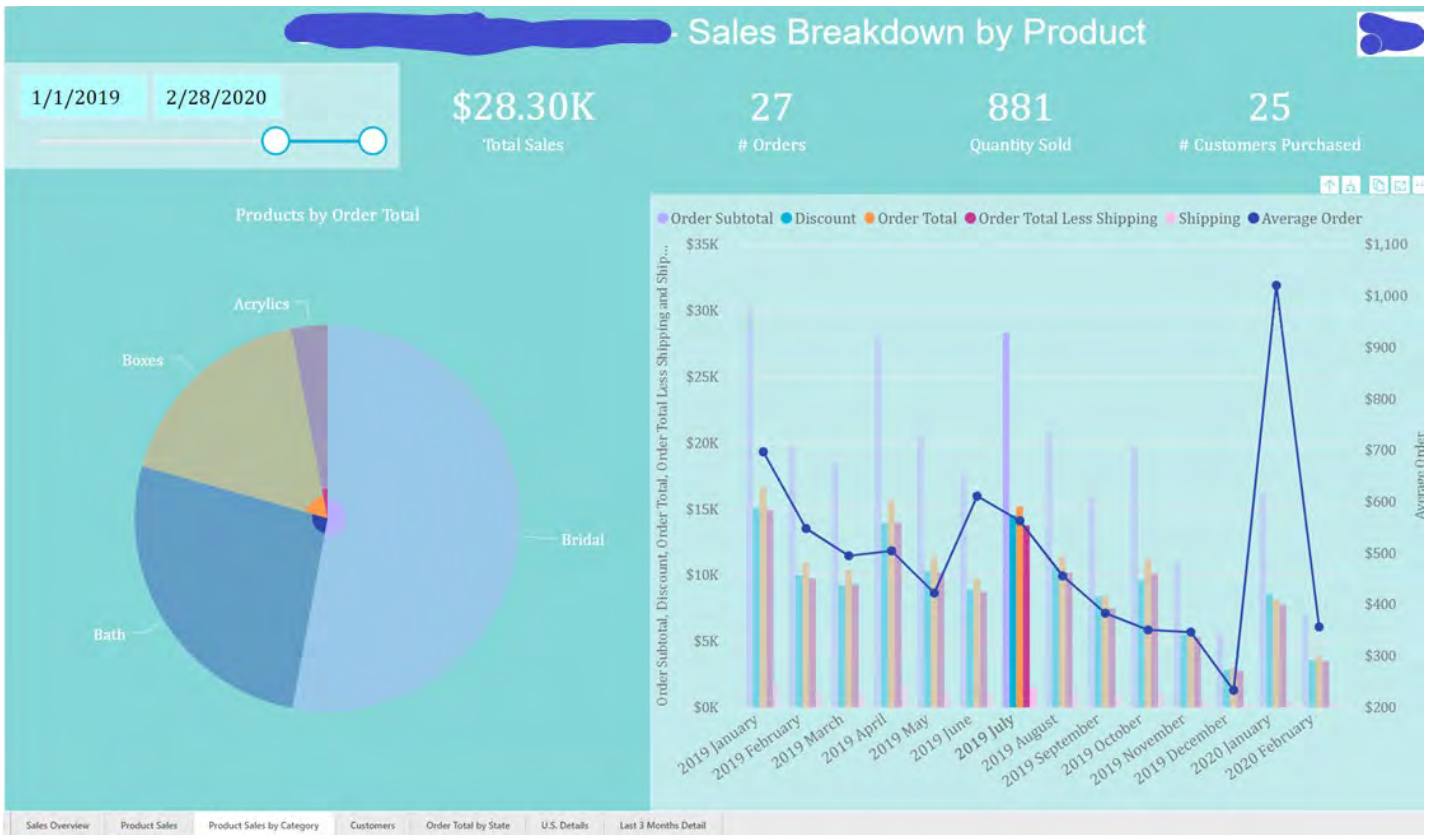 - Sales Breakdown by Product
1/1/2019 2/28/2020
$28.30K
Total Sales
27
# Orders
881
Quantity Sold
25
# Customers Purchased
Products by Order Total
Acrylics
Boxes
Bridal
Bath
Order Subtotal Discount Order Total Order Total Less Shipping Shipping Average Order
Order Subtotal, Discount, Order Total, Order Total Less Shipping and Ship...
$35K
$30K
$25K
$20K
$15K
$10K
$5K
$0K
$1,100
$1,000
$900
$800
$700
$600
$500
$400
$300
$200
Average Order
2019 January
2019 February
2019 March
2019 April
2019 May
2019 June
2019 July
2019 August
2019 September
2019 October
2019 November
2019 December
2020 January
2020 February
Sales Overview Product Sales Product Sales by Category Customers Order Total by State U.S. Details Last 3 Months Detail